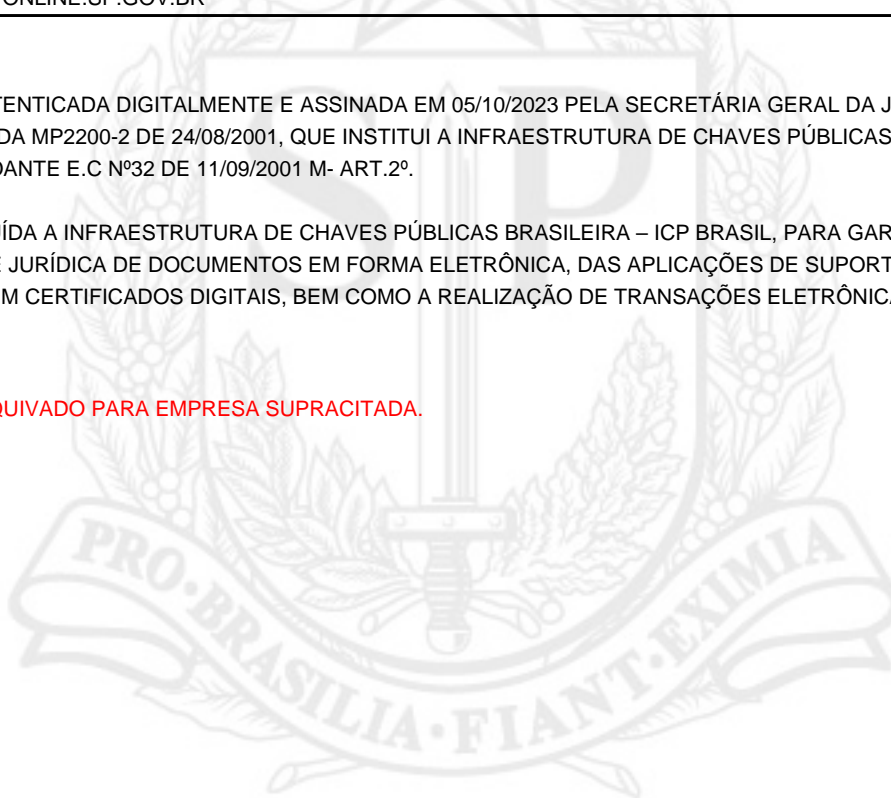 ONLINE.SP.GOV.BR
TENTICADA DIGITALMENTE E ASSINADA EM 05/10/2023 PELA SECRETÁRIA GERAL DA J
DA MP2200-2 DE 24/08/2001, QUE INSTITUI A INFRAESTRUTURA DE CHAVES PÚBLICAS
DANTE E.C Nº32 DE 11/09/2001 M- ART.2º.
ÍDA A INFRAESTRUTURA DE CHAVES PÚBLICAS BRASILEIRA – ICP BRASIL, PARA GAR
E JURÍDICA DE DOCUMENTOS EM FORMA ELETRÔNICA, DAS APLICAÇÕES DE SUPORT
M CERTIFICADOS DIGITAIS, BEM COMO A REALIZAÇÃO DE TRANSAÇÕES ELETRÔNICA
QUIVADO PARA EMPRESA SUPRACITADA.
SP
PRO·BRASILIA·FIANT·EXIMIA